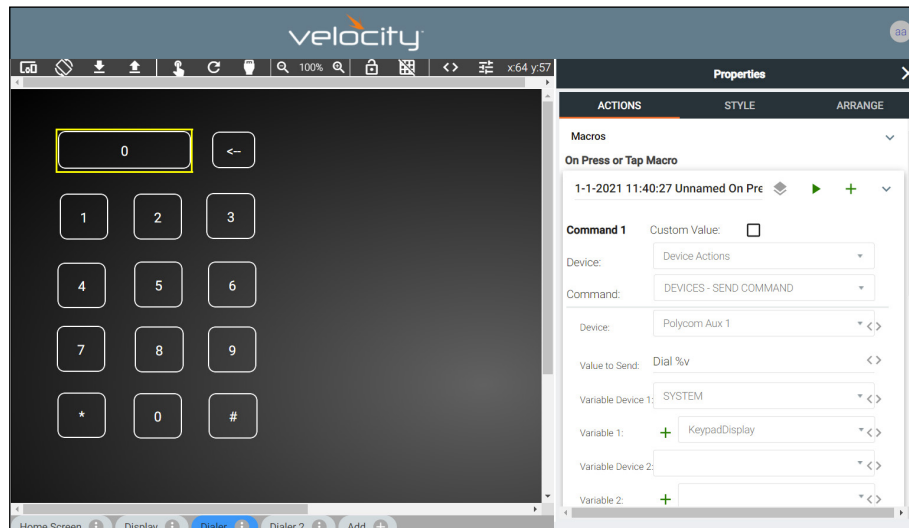 velocity
aa
100% <> x:64 y:57
Properties
ACTIONS STYLE ARRANGE
Macros
On Press or Tap Macro
1-1-2021 11:40:27 Unnamed On Pre
Command 1 Custom Value:
Device: Device Actions
Command: DEVICES - SEND COMMAND
Device: Polycom Aux 1 <>
Value to Send: Dial %v <>
Variable Device 1: SYSTEM <>
Variable 1: + KeypadDisplay <>
Variable Device 2: <>
Variable 2: + <>
0 <--
1 2 3
4 5 6
7 8 9
* 0 #
Home Screen Display Dialer Dialer 2 Add